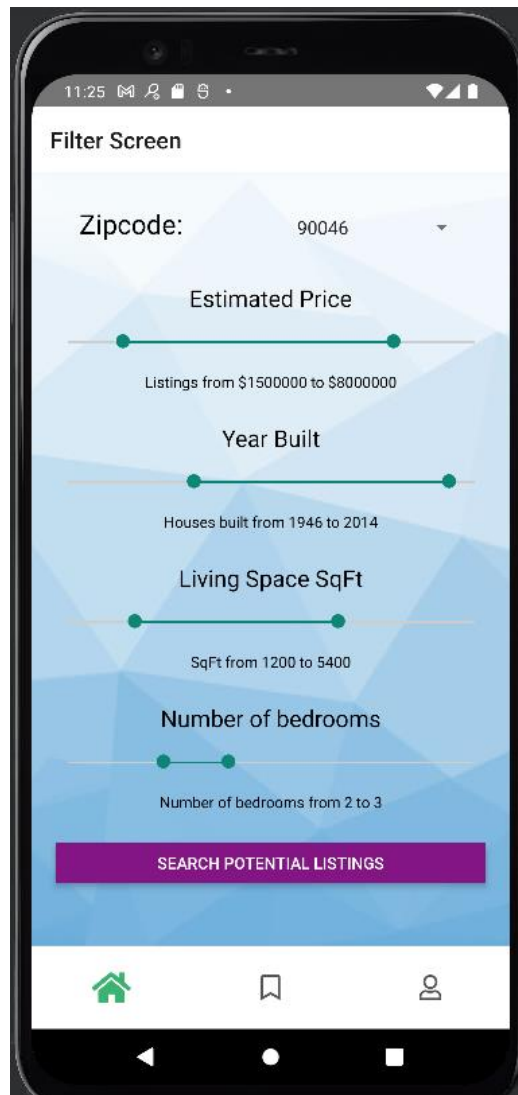 11:25
Filter Screen
Zipcode: 90046
Estimated Price
Listings from $1500000 to $8000000
Year Built
Houses built from 1946 to 2014
Living Space SqFt
SqFt from 1200 to 5400
Number of bedrooms
Number of bedrooms from 2 to 3
SEARCH POTENTIAL LISTINGS